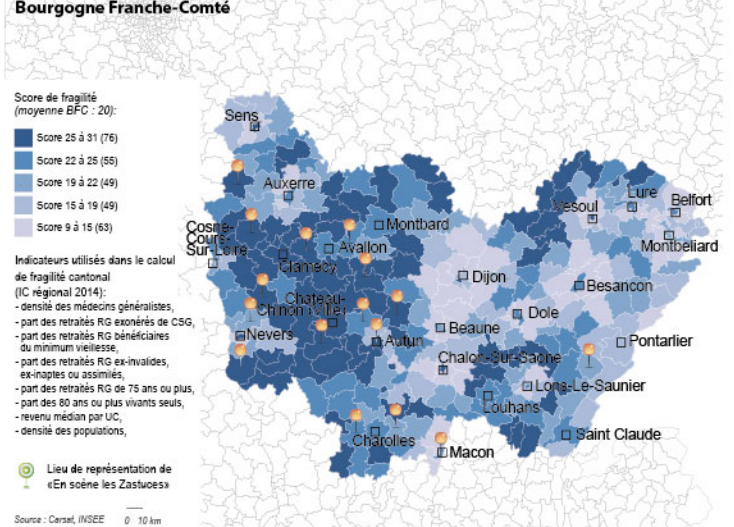 Bourgogne Franche-Comté
Score de fragilité
(moyenne BFC : 20):
Score 25 à 31 (76)
Score 22 à 25 (55)
Score 19 à 22 (49)
Score 15 à 19 (49)
Score 9 à 15 (53)
Indicateurs utilisés dans le calcul
de fragilité cantonal
(IC régional 2014):
- densité des médecins généralistes,
- part des retraités RG exonérés de CSG,
- part des retraités RG bénéficiaires
du minimum vieillesse,
- part des retraités RG ex-invalides,
ex-inaptes ou assimilés,
- part des retraités RG de 75 ans ou plus,
- part des 80 ans ou plus vivants seuls,
- revenu médian par UC,
- densité des populations,
Lieu de représentation de
«En scène les Zastuces»
Source : Carsat, INSEE
0 10 km
Sens
Auxerre
Cosne-
Cours-
Sur-Loire
Clamecy
Avallon
Montbard
Chateau-
Chinon (Ville)
Nevers
Autun
Dijon
Beaune
Chalon-Sur-Saone
Charolles
Macon
Louhans
Lons-Le-Saunier
Saint Claude
Dole
Besancon
Pontarlier
Vesoul
Lure
Belfort
Montbeliard